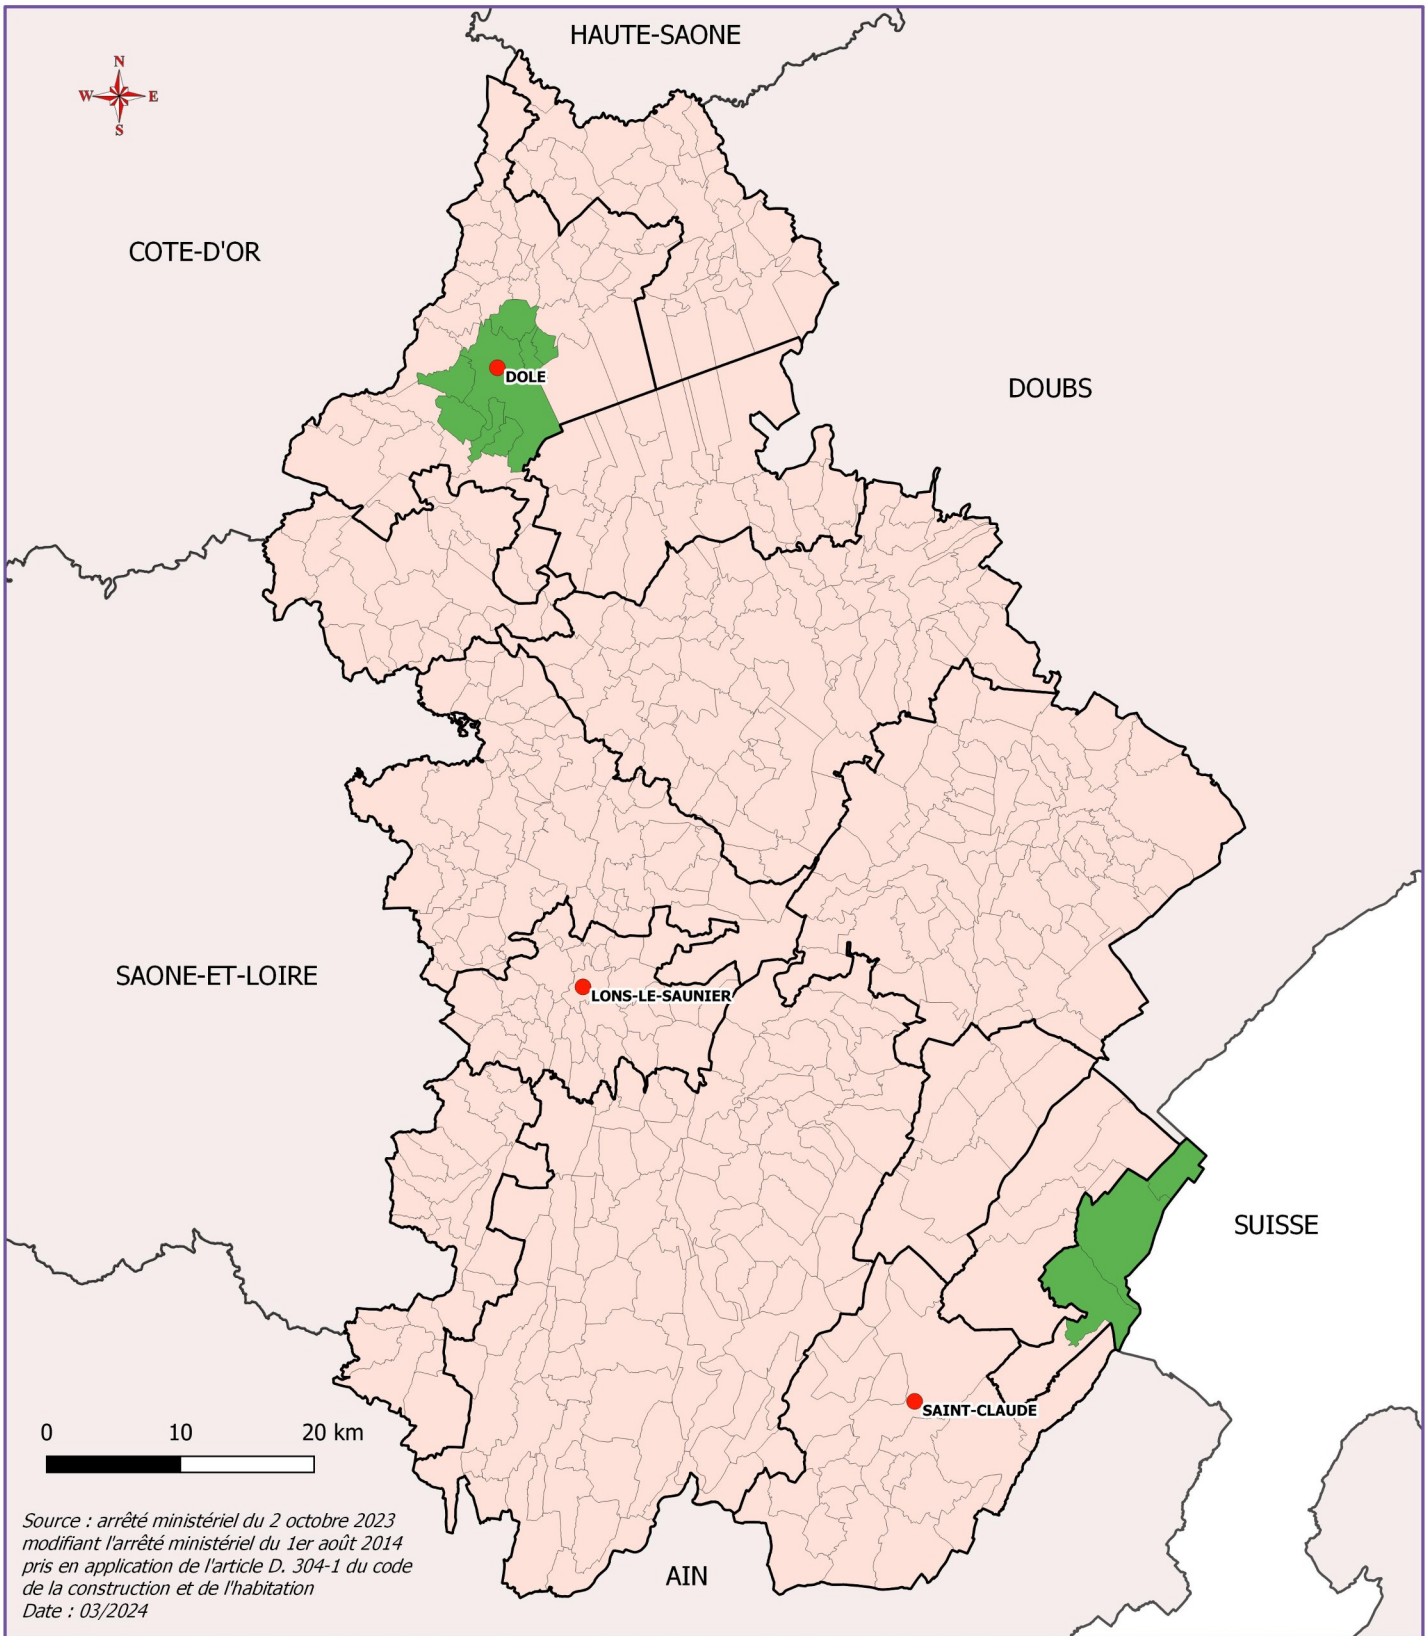 HAUTE-SAONE
N
W E
S
COTE-D'OR
DOLE
DOUBS
SAONE-ET-LOIRE
LONS-LE-SAUNIER
SUISSE
SAINT-CLAUDE
0 10 20 km
Source : arrêté ministériel du 2 octobre 2023
modifiant l'arrêté ministériel du 1er août 2014
pris en application de l'article D. 304-1 du code
de la construction et de l'habitation
Date : 03/2024
AIN